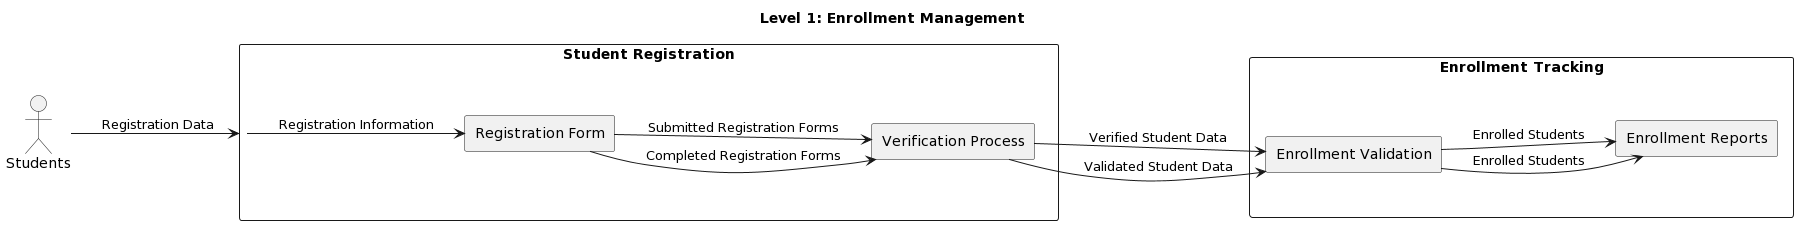 Level 1: Enrollment Management
Student Registration
Enrollment Tracking
Students
Registration Data
Registration Information
Registration Form
Submitted Registration Forms
Completed Registration Forms
Verification Process
Verified Student Data
Validated Student Data
Enrollment Validation
Enrolled Students
Enrolled Students
Enrollment Reports